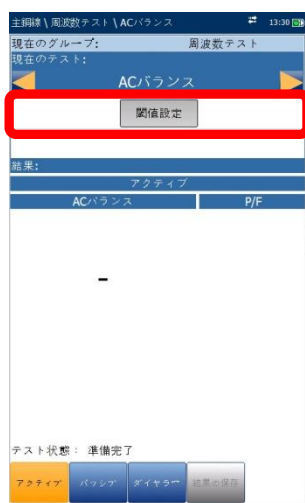 主銅線 \ 周波数テスト \ ACバランス 13:30
現在のグループ: 周波数テスト
現在のテスト:
ACバランス
閾値設定
結果:
アクティブ
ACバランス P/F
-
テスト状態: 準備完了
アクティブ パッシブ ダイヤラー 結果の保存